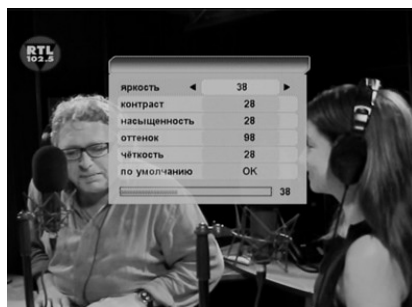 RTL
102.5
яркость 38
контраст 28
насыщенность 28
оттенок 98
чёткость 28
по умолчанию OK
38